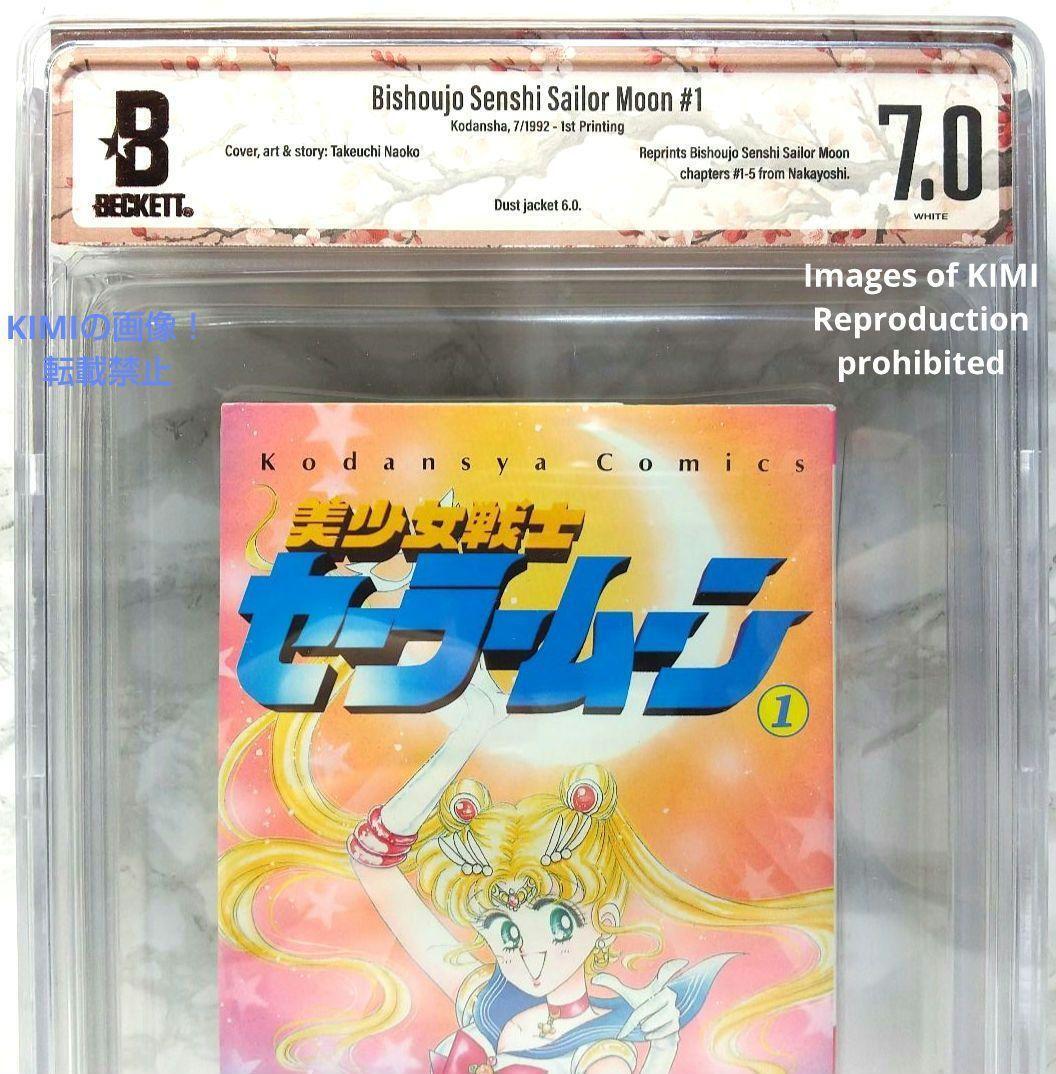 Bishoujo Senshi Sailor Moon #1
Kodansha, 7/1992 - 1st Printing
Cover, art & story: Takeuchi Naoko
Reprints Bishoujo Senshi Sailor Moon
chapters #1-5 from Nakayoshi.
Dust jacket 6.0.
B
BECKETT®
7.0
WHITE
Images of KIMI
Reproduction
prohibited
KIMIの画像！
転載禁止
Kodansya Comics
美少女戦士
セーラームーン
1